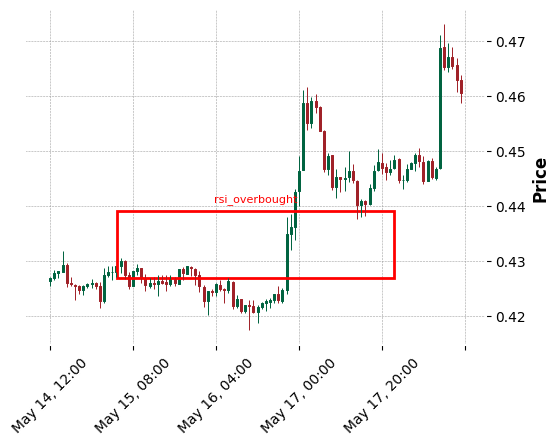 0.47
0.46
0.45
0.44
0.43
0.42
Price
rsi_overbought
May 14, 12:00
May 15, 08:00
May 16, 04:00
May 17, 00:00
May 17, 20:00